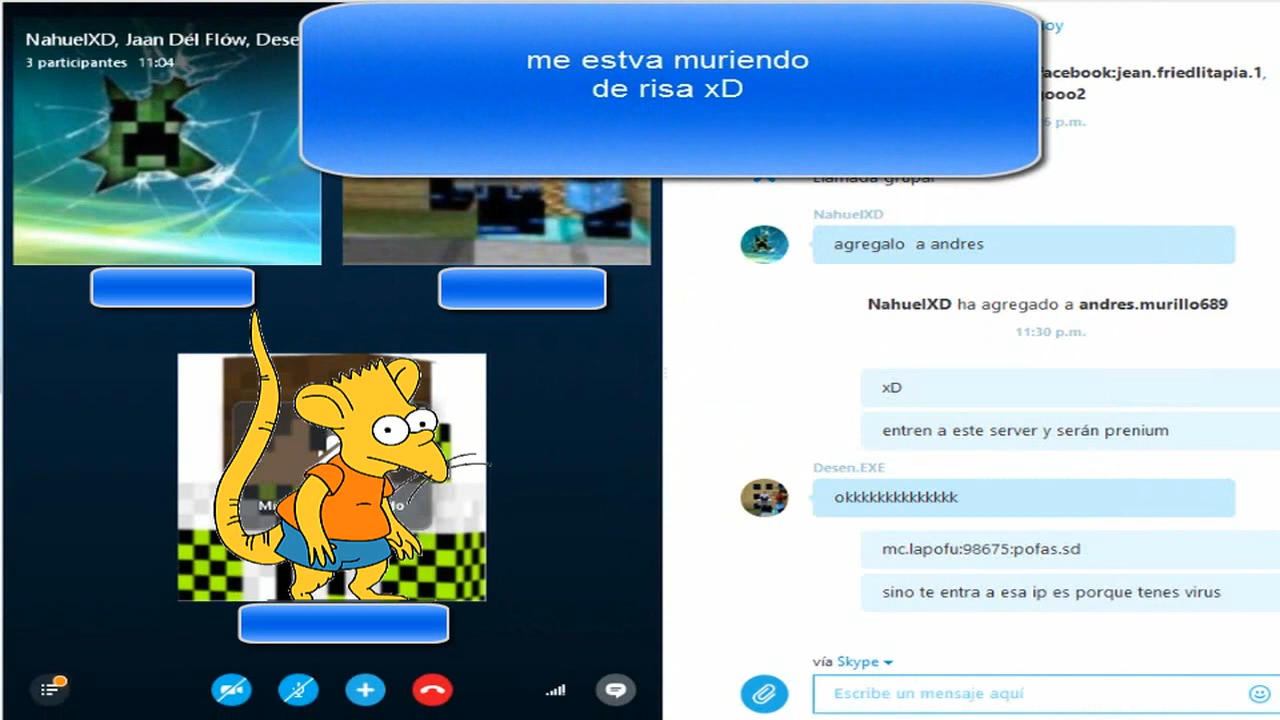 NahuelXD, Jaan Dél Flów, Dese
3 participantes 11:04
me estva muriendo
de risa xD
facebook:jean.friedlitapia.1,
p.m.
Llamada grupal
NahuelXD
agregalo a andres
NahuelXD ha agregado a andres.murillo689
11:30 p.m.
xD
entren a este server y serán prenium
Desen.EXE
okkkkkkkkkkkkkk
mc.lapofu:98675:pofas.sd
sino te entra a esa ip es porque tenes virus
vía Skype
Escribe un mensaje aquí